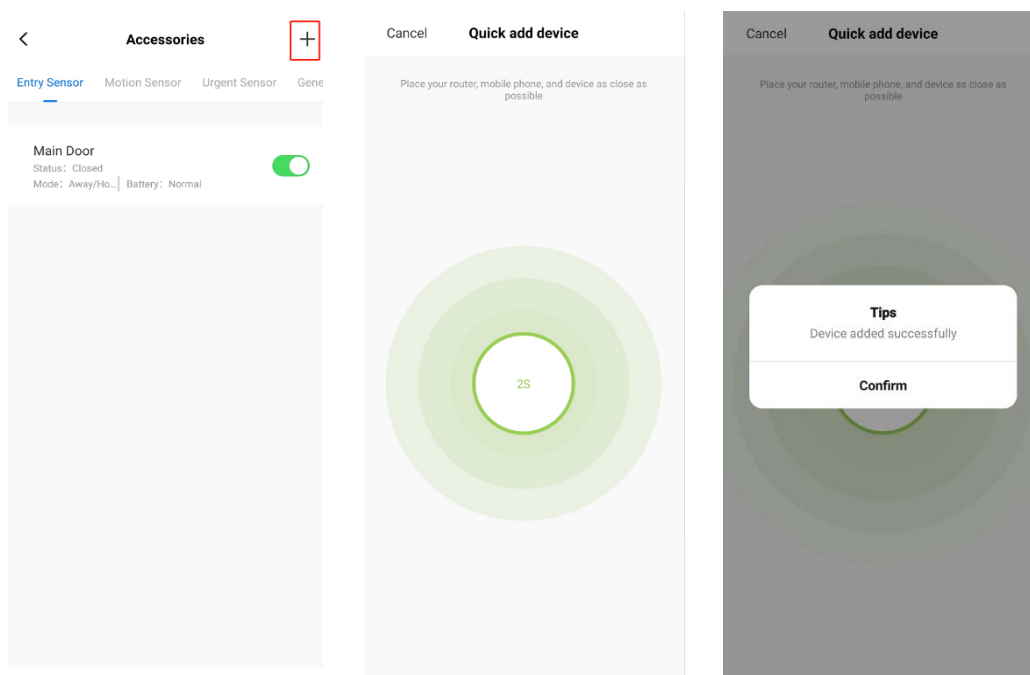 Accessories
Entry Sensor Motion Sensor Urgent Sensor Gene
Main Door
Status: Closed
Mode: Away/Ho... Battery: Normal
Cancel Quick add device
Place your router, mobile phone, and device as close as
possible
2S
Cancel Quick add device
Place your router, mobile phone, and device as close as
possible
Tips
Device added successfully
Confirm